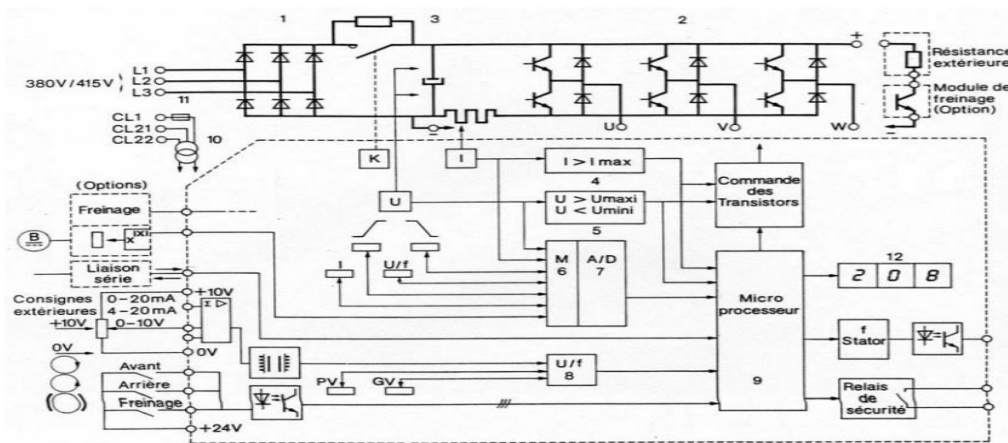 1
3
2
380V/415V
L1
L2
L3
11
CL1
CL21
CL22
10
+
Résistance
extérieure
Module de
freinage
(Option)
−
U
V
W
−
K
I
I > I max
4
U > Umaxi
U < Umini
5
Commande
des
Transistors
U
(Options)
Freinage
B
X
IXI
Liaison
série
I
U/f
M
6
A/D
7
Micro
processeur
9
12
2 0 8
f
Stator
Relais
de
sécurité
Consignes
extérieures
+10V
0-20mA
4-20mA
+10V
0-10V
Σ
0V
0V
Avant
Arrière
Freinage
+24V
PV
GV
U/f
8